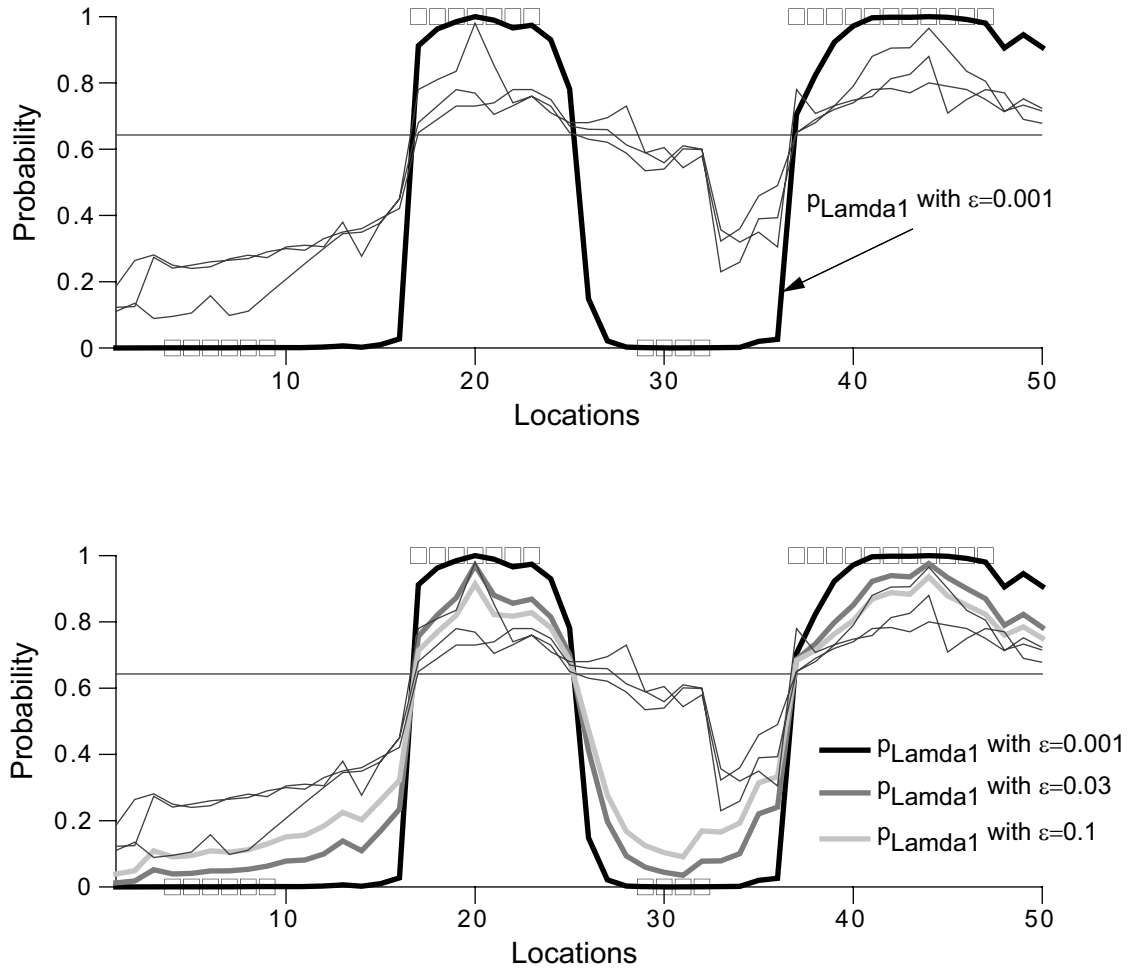 1
0.8
0.6
0.4
0.2
0
Probability
pLamda1 with ε=0.001
10
20
30
40
50
Locations
1
0.8
0.6
0.4
0.2
0
Probability
pLamda1 with ε=0.001
pLamda1 with ε=0.03
pLamda1 with ε=0.1
10
20
30
40
50
Locations